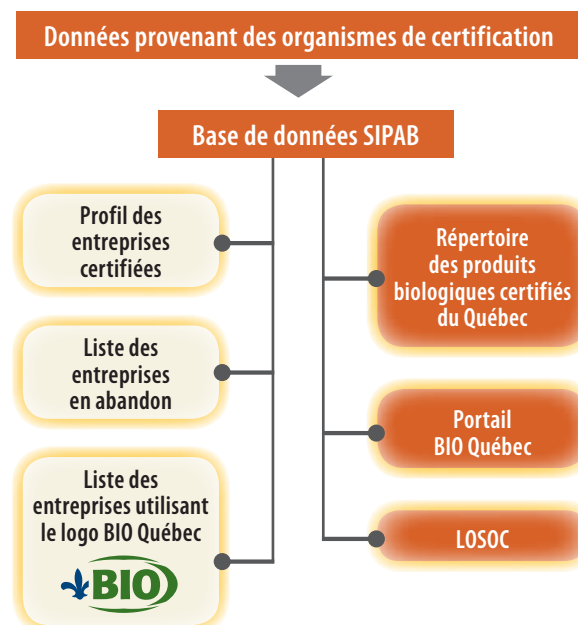 Données provenant des organismes de certification
Base de données SIPAB
Profil des
entreprises
certifiées
Liste des
entreprises
en abandon
Liste des
entreprises utilisant
le logo BIO Québec
BIO
Répertoire
des produits
biologiques certifiés
du Québec
Portail
BIO Québec
LOSOC